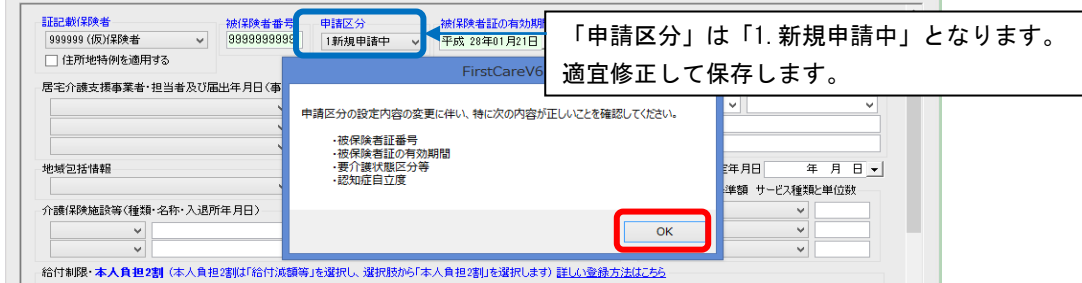 証記載保険者
被保険者番号
申請区分
被保険者証の有効期
999999 (仮)保険者
9999999999
1新規申請中
平成 28年01月21日
「申請区分」は「1. 新規申請中」となります。
適宜修正して保存します。
住所地特例を適用する
FirstCareV6
居宅介護支援事業者・担当者及び届出年月日(事
申請区分の設定内容の変更に伴い、特に次の内容が正しいことを確認してください。
・被保険者証番号
・被保険者証の有効期間
・要介護状態区分等
・認知症自立度
地域包括情報
年月日
年 月 日
準額 サービス種類と単位数
介護保険施設等(種類・名称・入退所年月日)
OK
給付制限・本人負担2割 (本人負担2割は「給付減額等」を選択し、選択肢から「本人負担2割」を選択します) 詳しい登録方法はこちら